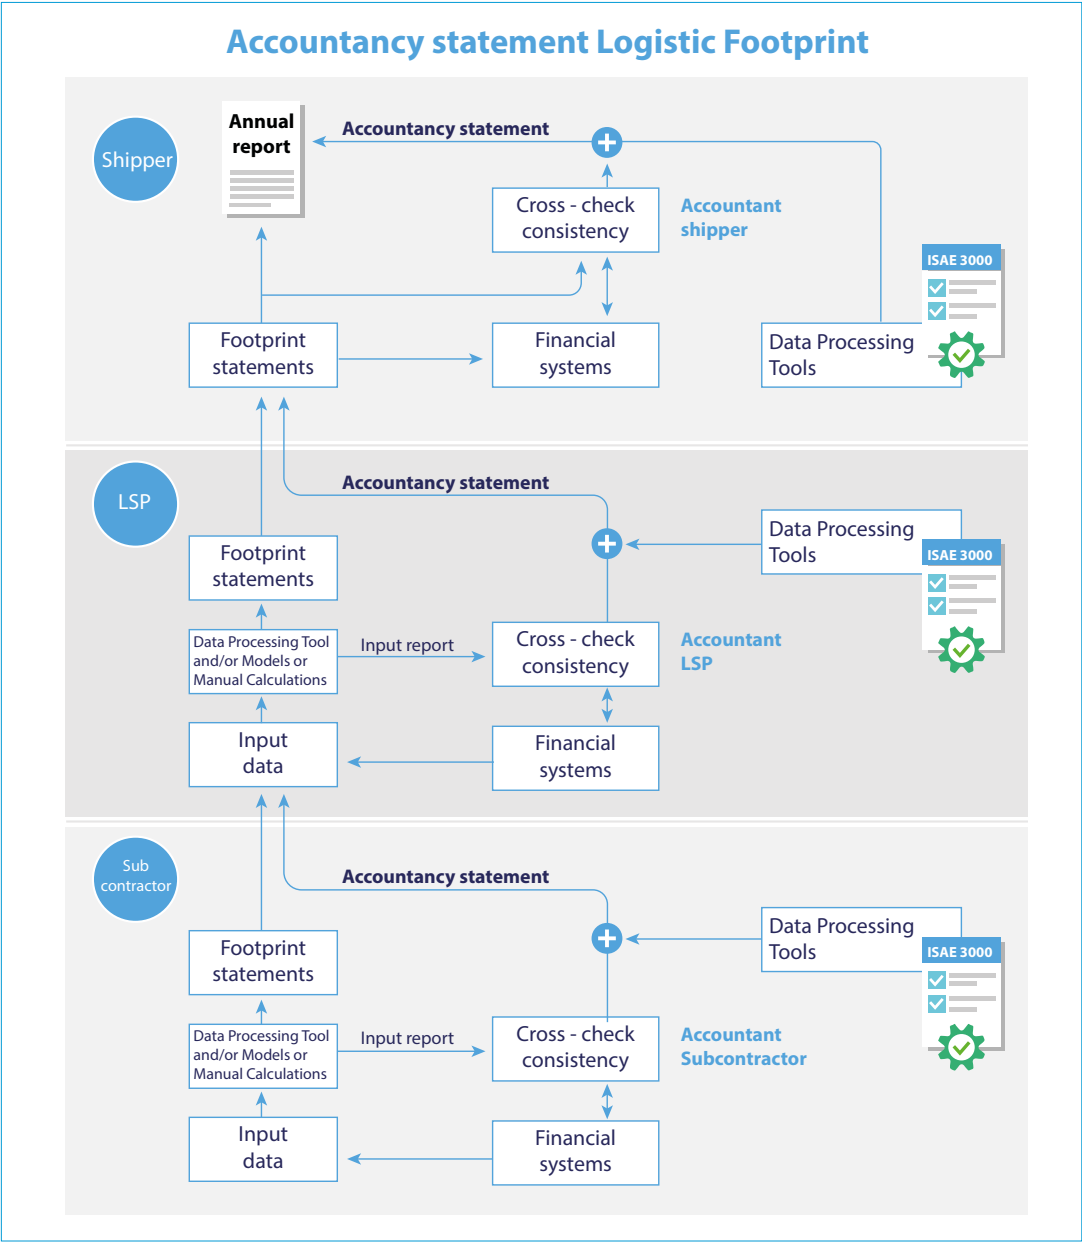 Accountancy statement Logistic Footprint
Shipper
Annual
report
Accountancy statement
Cross - check
consistency
Accountant
shipper
ISAE 3000
Footprint
statements
Financial
systems
Data Processing
Tools
LSP
Accountancy statement
Data Processing
Tools
ISAE 3000
Footprint
statements
Data Processing Tool
and/or Models or
Manual Calculations
Input report
Cross - check
consistency
Accountant
LSP
Input
data
Financial
systems
Sub
contractor
Accountancy statement
Data Processing
Tools
ISAE 3000
Footprint
statements
Data Processing Tool
and/or Models or
Manual Calculations
Input report
Cross - check
consistency
Accountant
Subcontractor
Input
data
Financial
systems